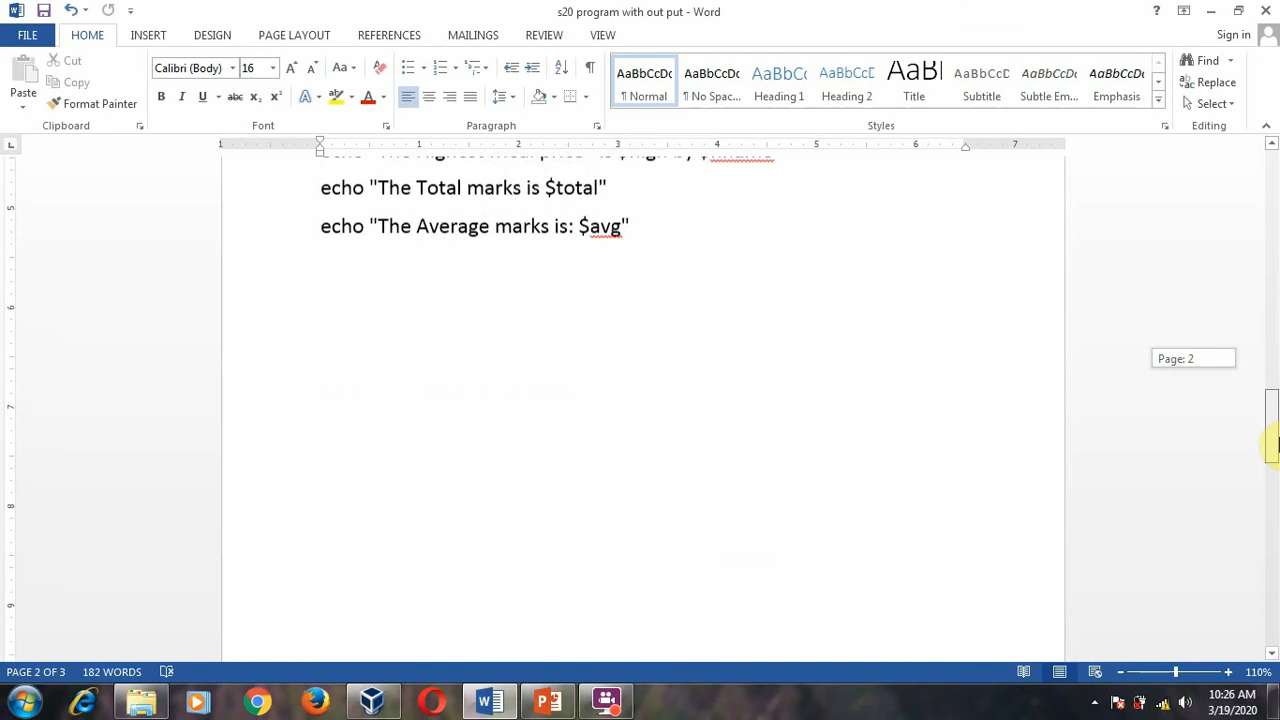 s20 program with out put - Word
Sign in
FILE HOME INSERT DESIGN PAGE LAYOUT REFERENCES MAILINGS REVIEW VIEW
Paste
Cut
Copy
Format Painter
Clipboard
Calibri (Body) 16
Font
Paragraph
AaBbCcDc AaBbCcDc AaBbCc AaBbCcD AaBl AaBbCcD AaBbCcDc AaBbCcDc
¶ Normal ¶ No Spac... Heading 1 Heading 2 Title Subtitle Subtle Em... Emphasis
Styles
Find
Replace
Select
Editing
echo "The Total marks is $total"
echo "The Average marks is: $avg"
Page: 2
PAGE 2 OF 3 182 WORDS
110%
10:26 AM
3/19/2020